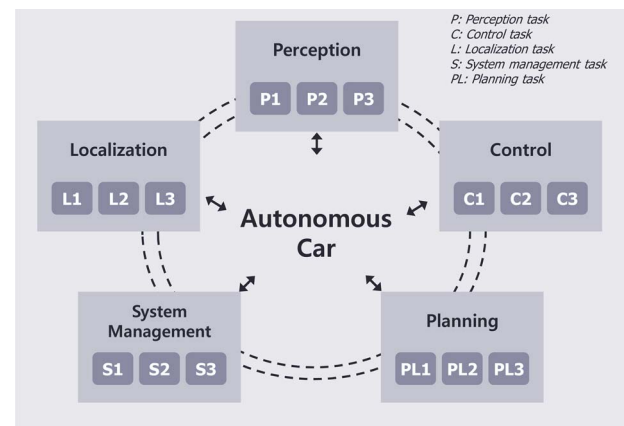 P: Perception task
C: Control task
L: Localization task
S: System management task
PL: Planning task
Perception
P1 P2 P3
Localization
L1 L2 L3
Control
C1 C2 C3
Autonomous
Car
System
Management
S1 S2 S3
Planning
PL1 PL2 PL3